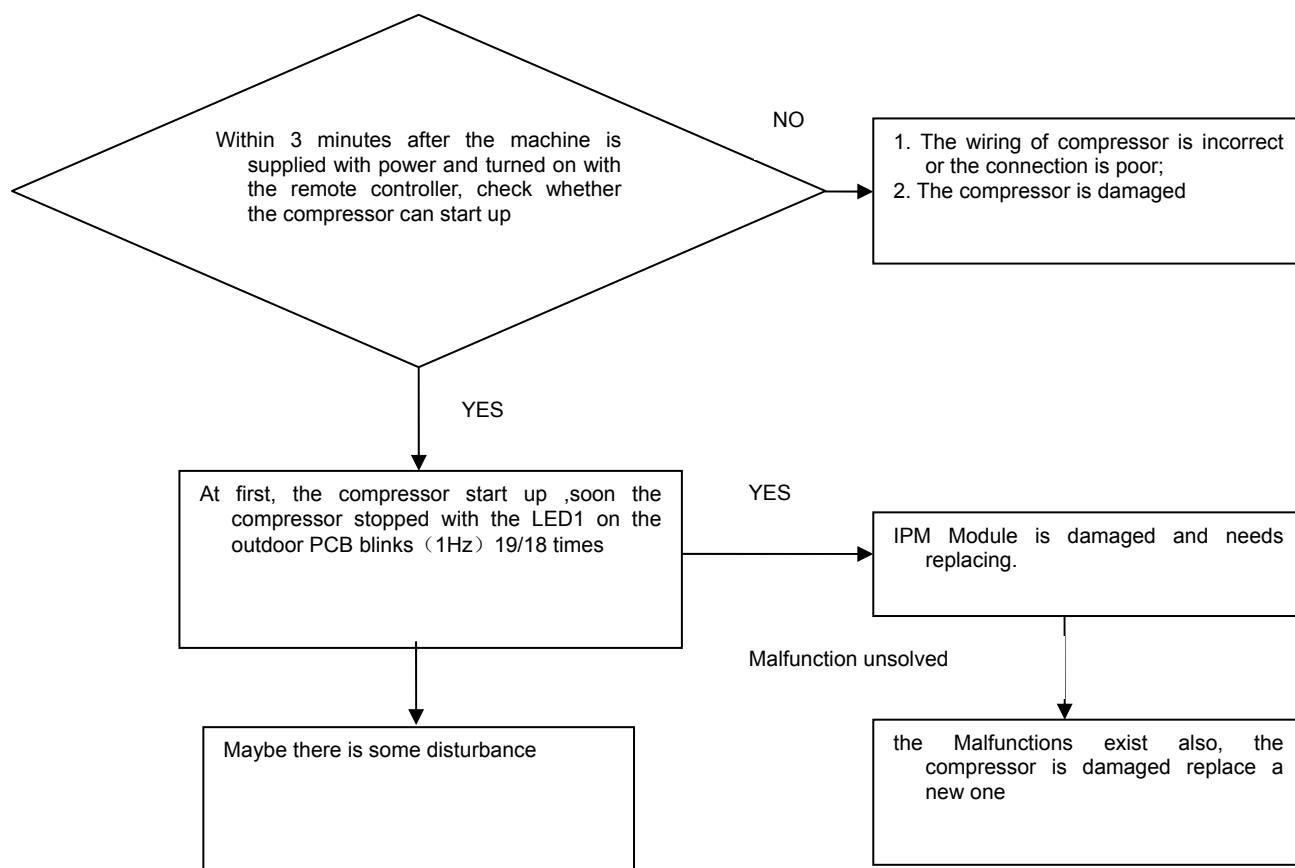 Within 3 minutes after the machine is
supplied with power and turned on with
the remote controller, check whether
the compressor can start up
NO
1. The wiring of compressor is incorrect
or the connection is poor;
2. The compressor is damaged
YES
At first, the compressor start up ,soon the
compressor stopped with the LED1 on the
outdoor PCB blinks（1Hz）19/18 times
YES
IPM Module is damaged and needs
replacing.
Malfunction unsolved
Maybe there is some disturbance
the Malfunctions exist also, the
compressor is damaged replace a
new one